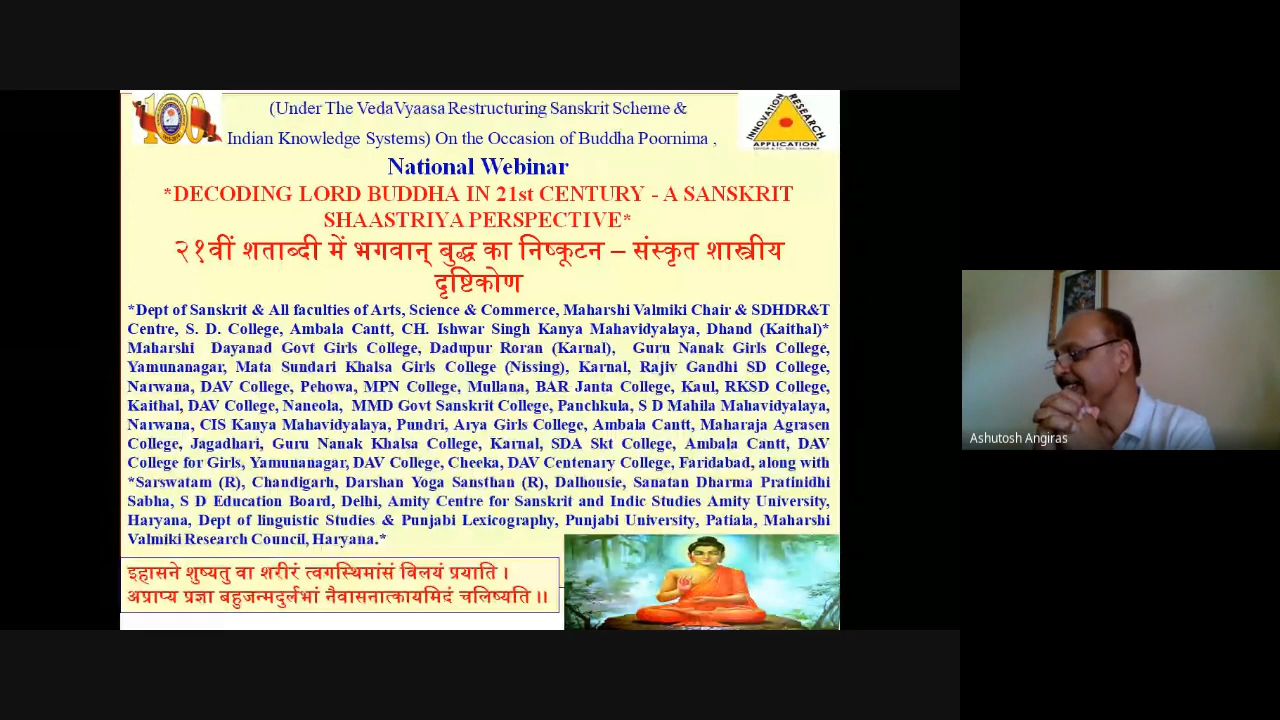 100
(Under The VedaVyaasa Restructuring Sanskrit Scheme &
Indian Knowledge Systems) On the Occasion of Buddha Poornima ,
INNOVATION RESEARCH
APPLICATION
National Webinar
*DECODING LORD BUDDHA IN 21st CENTURY - A SANSKRIT
SHAASTRIYA PERSPECTIVE*
२१वीं शताब्दी में भगवान् बुद्ध का निष्कूटन – संस्कृत शास्त्रीय
दृष्टिकोण
*Dept of Sanskrit & All faculties of Arts, Science & Commerce, Maharshi Valmiki Chair & SDHDR&T
Centre, S. D. College, Ambala Cantt, CH. Ishwar Singh Kanya Mahavidyalaya, Dhand (Kaithal)*
Maharshi Dayanad Govt Girls College, Dadupur Roran (Karnal), Guru Nanak Girls College,
Yamunanagar, Mata Sundari Khalsa Girls College (Nissing), Karnal, Rajiv Gandhi SD College,
Narwana, DAV College, Pehowa, MPN College, Mullana, BAR Janta College, Kaul, RKSD College,
Kaithal, DAV College, Naneola, MMD Govt Sanskrit College, Panchkula, S D Mahila Mahavidyalaya,
Narwana, CIS Kanya Mahavidyalaya, Pundri, Arya Girls College, Ambala Cantt, Maharaja Agrasen
College, Jagadhari, Guru Nanak Khalsa College, Karnal, SDA Skt College, Ambala Cantt, DAV
College for Girls, Yamunanagar, DAV College, Cheeka, DAV Centenary College, Faridabad, along with
*Sarswatam (R), Chandigarh, Darshan Yoga Sansthan (R), Dalhousie, Sanatan Dharma Pratinidhi
Sabha, S D Education Board, Delhi, Amity Centre for Sanskrit and Indic Studies Amity University,
Haryana, Dept of linguistic Studies & Punjabi Lexicography, Punjabi University, Patiala, Maharshi
Valmiki Research Council, Haryana.*
इहासने शुष्यतु वा शरीरं त्वगस्थिमांसं विलयं प्रयाति ।
अप्राप्य प्रज्ञा बहुजन्मदुर्लभां नैवासनात्कायमिदं चलिष्यति ।।
Ashutosh Angiras